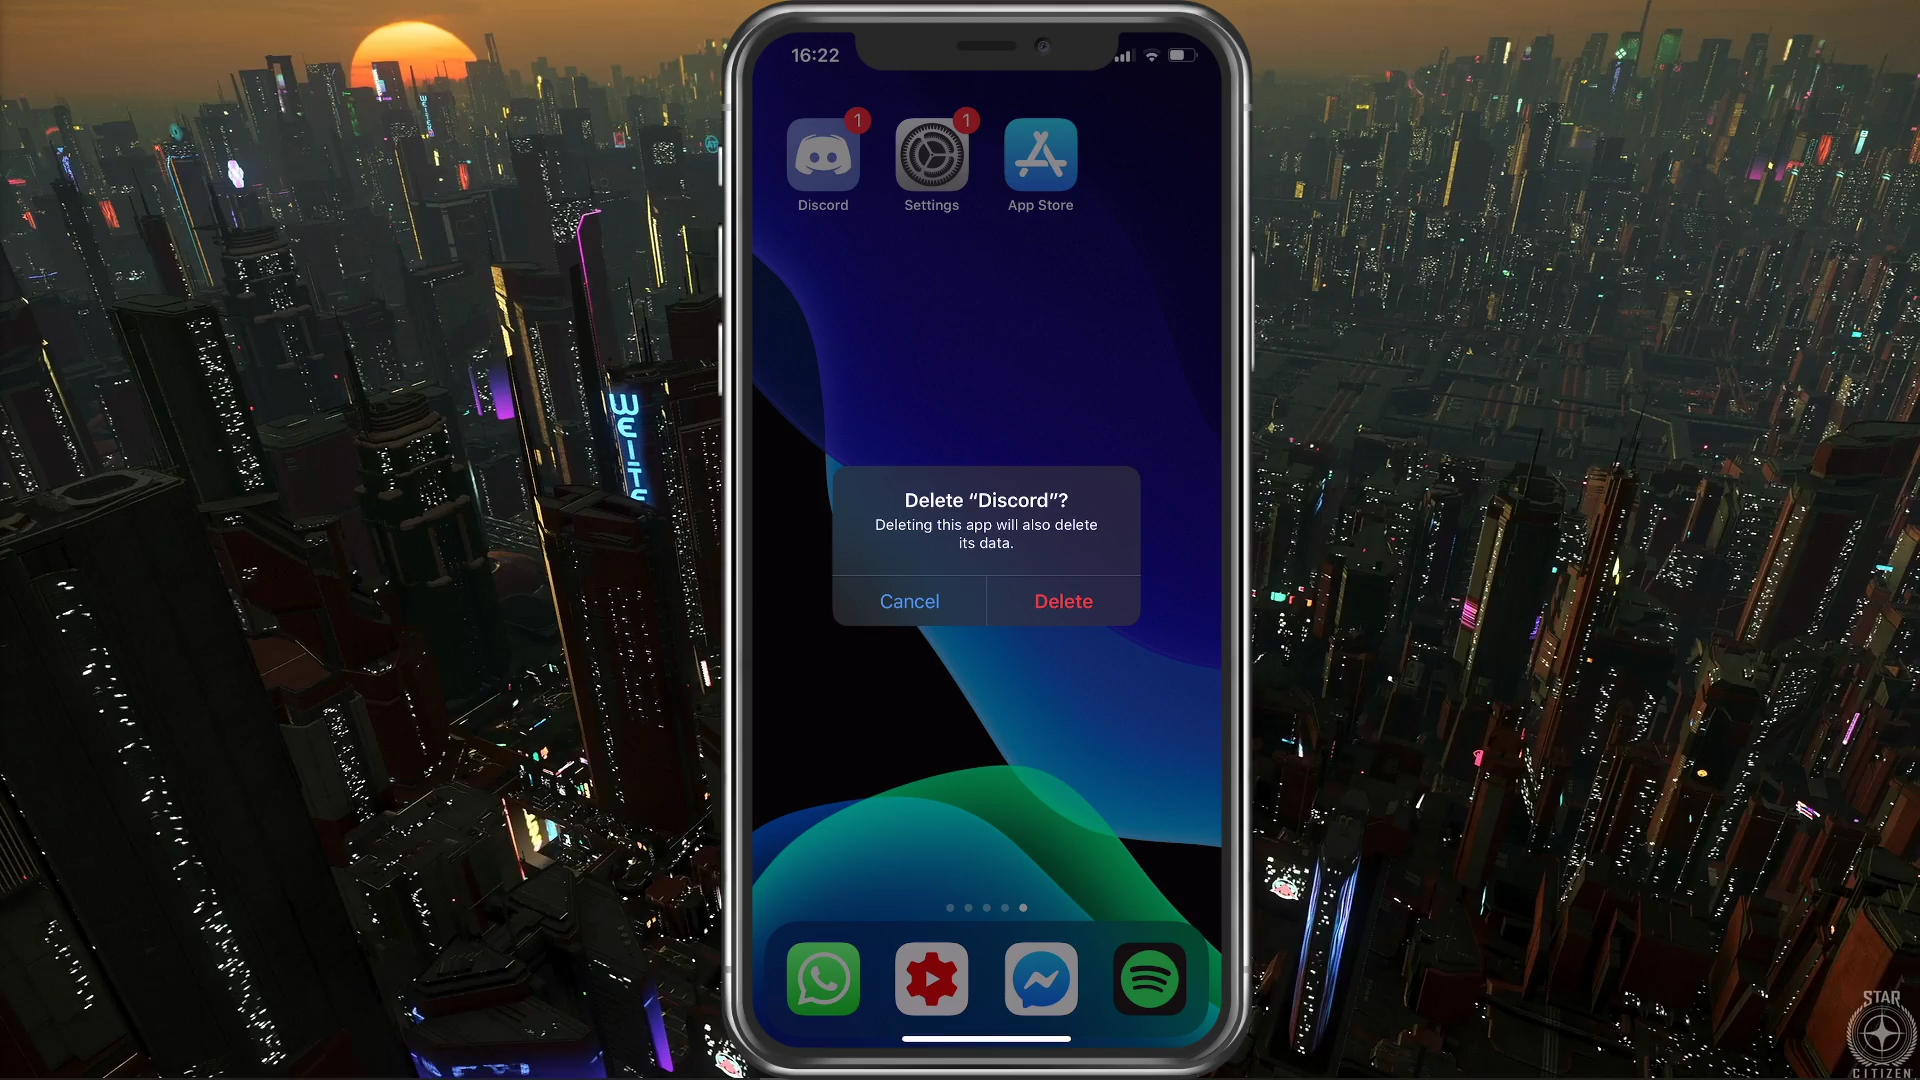 16:22
1
1
Discord
Settings
App Store
Delete “Discord”?
Deleting this app will also delete
its data.
Cancel
Delete
STAR
CITIZEN